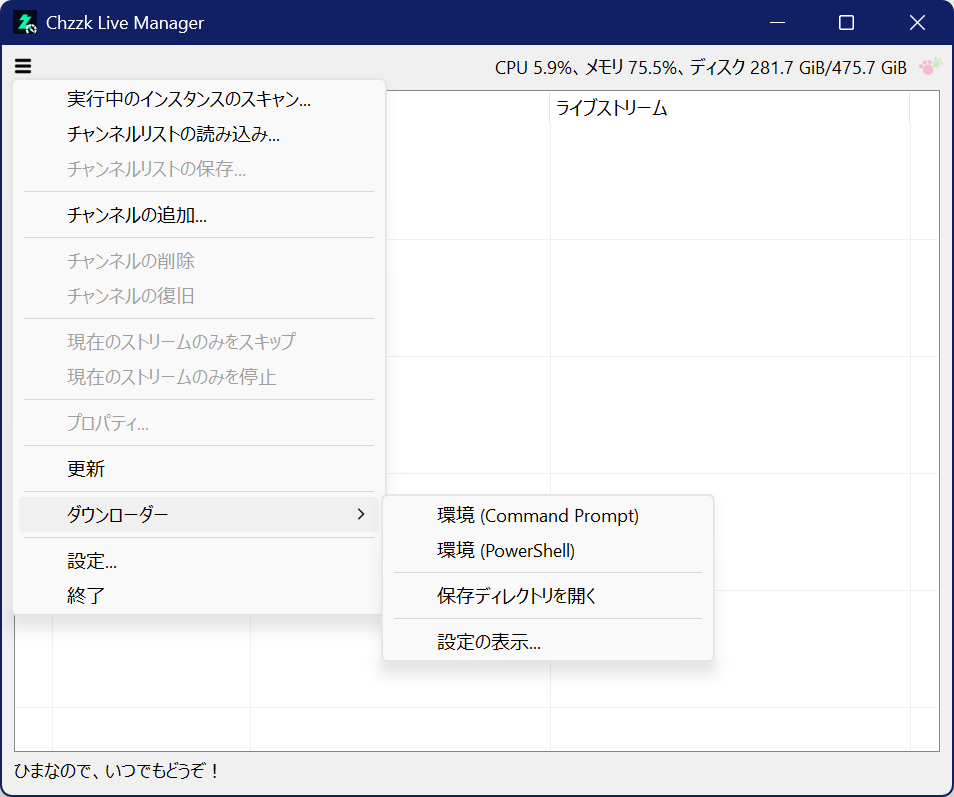 Chzzk Live Manager
CPU 5.9%、メモリ 75.5%、ディスク 281.7 GiB/475.7 GiB
ライブストリーム
実行中のインスタンスのスキャン...
チャンネルリストの読み込み...
チャンネルリストの保存...
チャンネルの追加...
チャンネルの削除
チャンネルの復旧
現在のストリームのみをスキップ
現在のストリームのみを停止
プロパティ...
更新
ダウンローダー
設定...
終了
環境 (Command Prompt)
環境 (PowerShell)
保存ディレクトリを開く
設定の表示...
ひまなので、いつでもどうぞ！